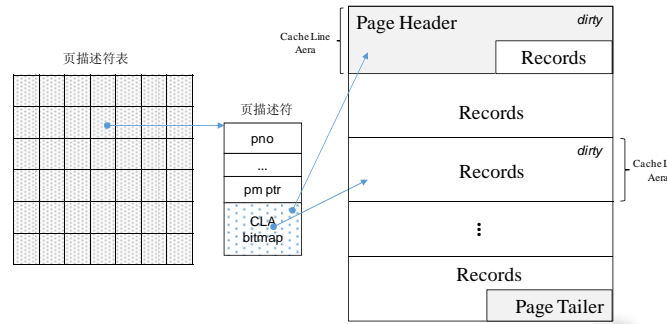 页描述符表
页描述符
pno
...
pm ptr
CLA
bitmap
Cache Line
Aera
Page Header
dirty
Records
Records
dirty
Records
Cache L
Aera
Records
Page Tailer